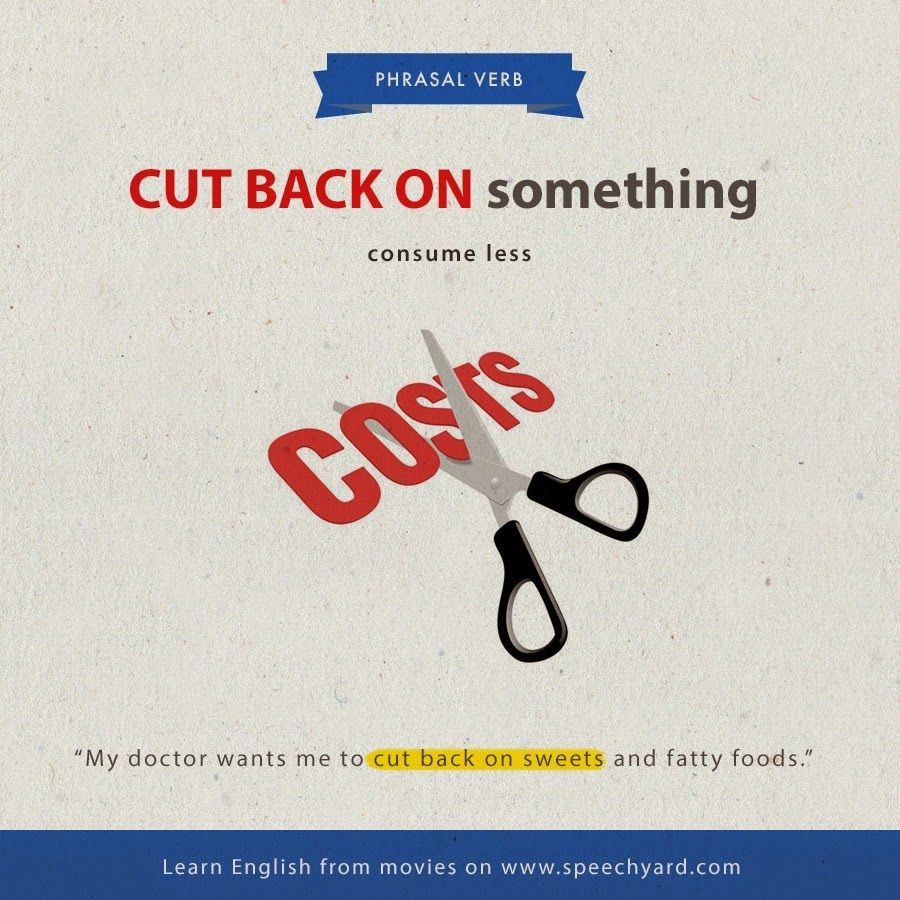 PHRASAL VERB
CUT BACK ON something
consume less
COSTS
“My doctor wants me to cut back on sweets and fatty foods.”
Learn English from movies on www.speechyard.com